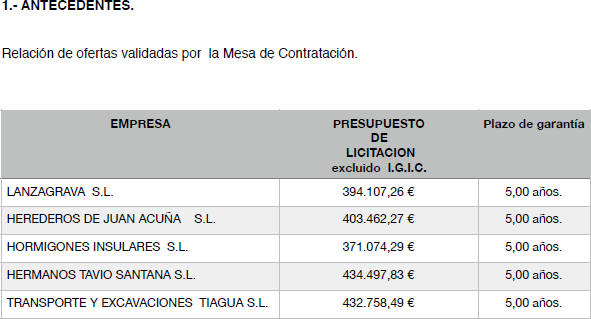 1.- ANTECEDENTES.
Relación de ofertas validadas por la Mesa de Contratación.
EMPRESA
PRESUPUESTO
DE
LICITACION
excluido I.G.I.C.
Plazo de garantía
LANZAGRAVA S.L. 394.107,26 € 5,00 años.
HEREDEROS DE JUAN ACUÑA S.L. 403.462,27 € 5,00 años.
HORMIGONES INSULARES S.L. 371.074,29 € 5,00 años.
HERMANOS TAVIO SANTANA S.L. 434.497,83 € 5,00 años.
TRANSPORTE Y EXCAVACIONES TIAGUA S.L. 432.758,49 € 5,00 años.